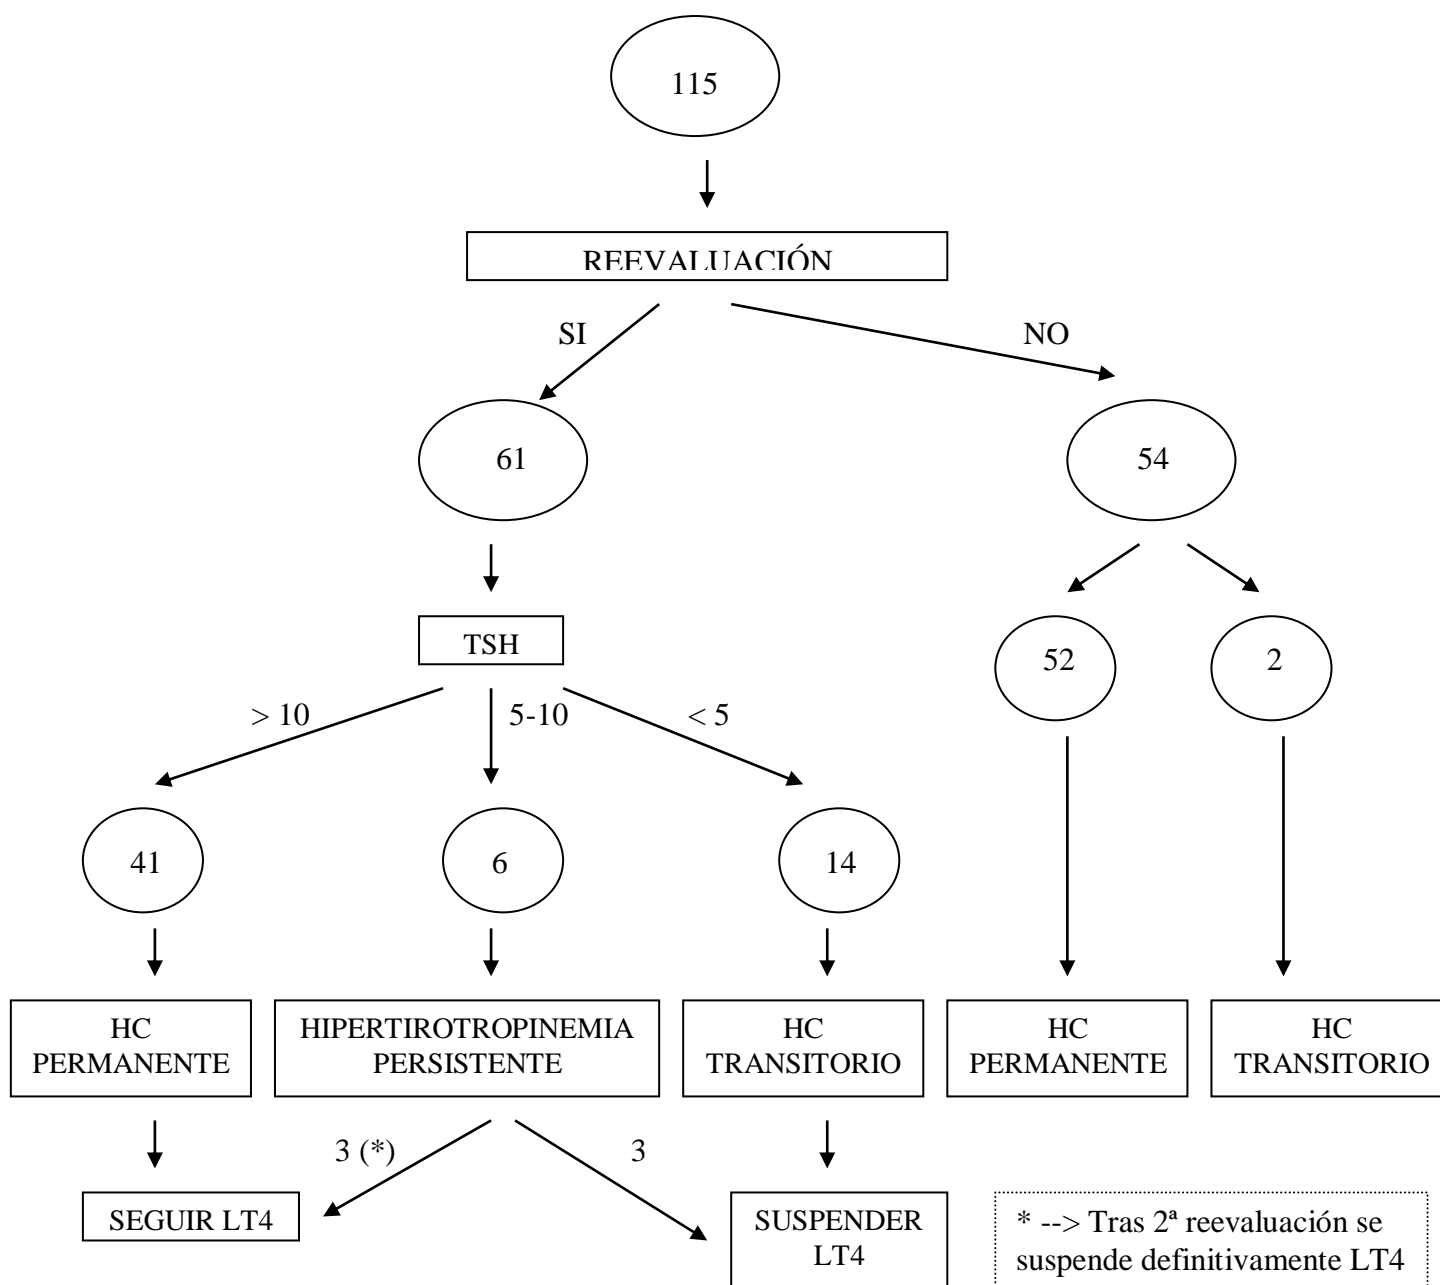 115
REEVALUACIÓN
SI
NO
61
54
TSH
52
2
> 10
5-10
< 5
41
6
14
HC
PERMANENTE
HIPERTIROTROPINEMIA
PERSISTENTE
HC
TRANSITORIO
HC
PERMANENTE
HC
TRANSITORIO
3 (*)
3
SEGUIR LT4
SUSPENDER
LT4
* --> Tras 2ª reevaluación se
suspende definitivamente LT4